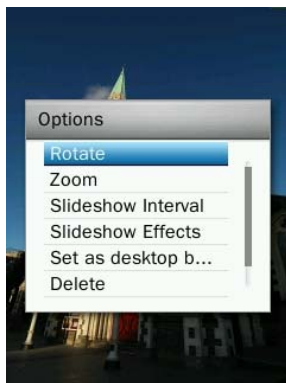 Options
Rotate
Zoom
Slideshow Interval
Slideshow Effects
Set as desktop b...
Delete